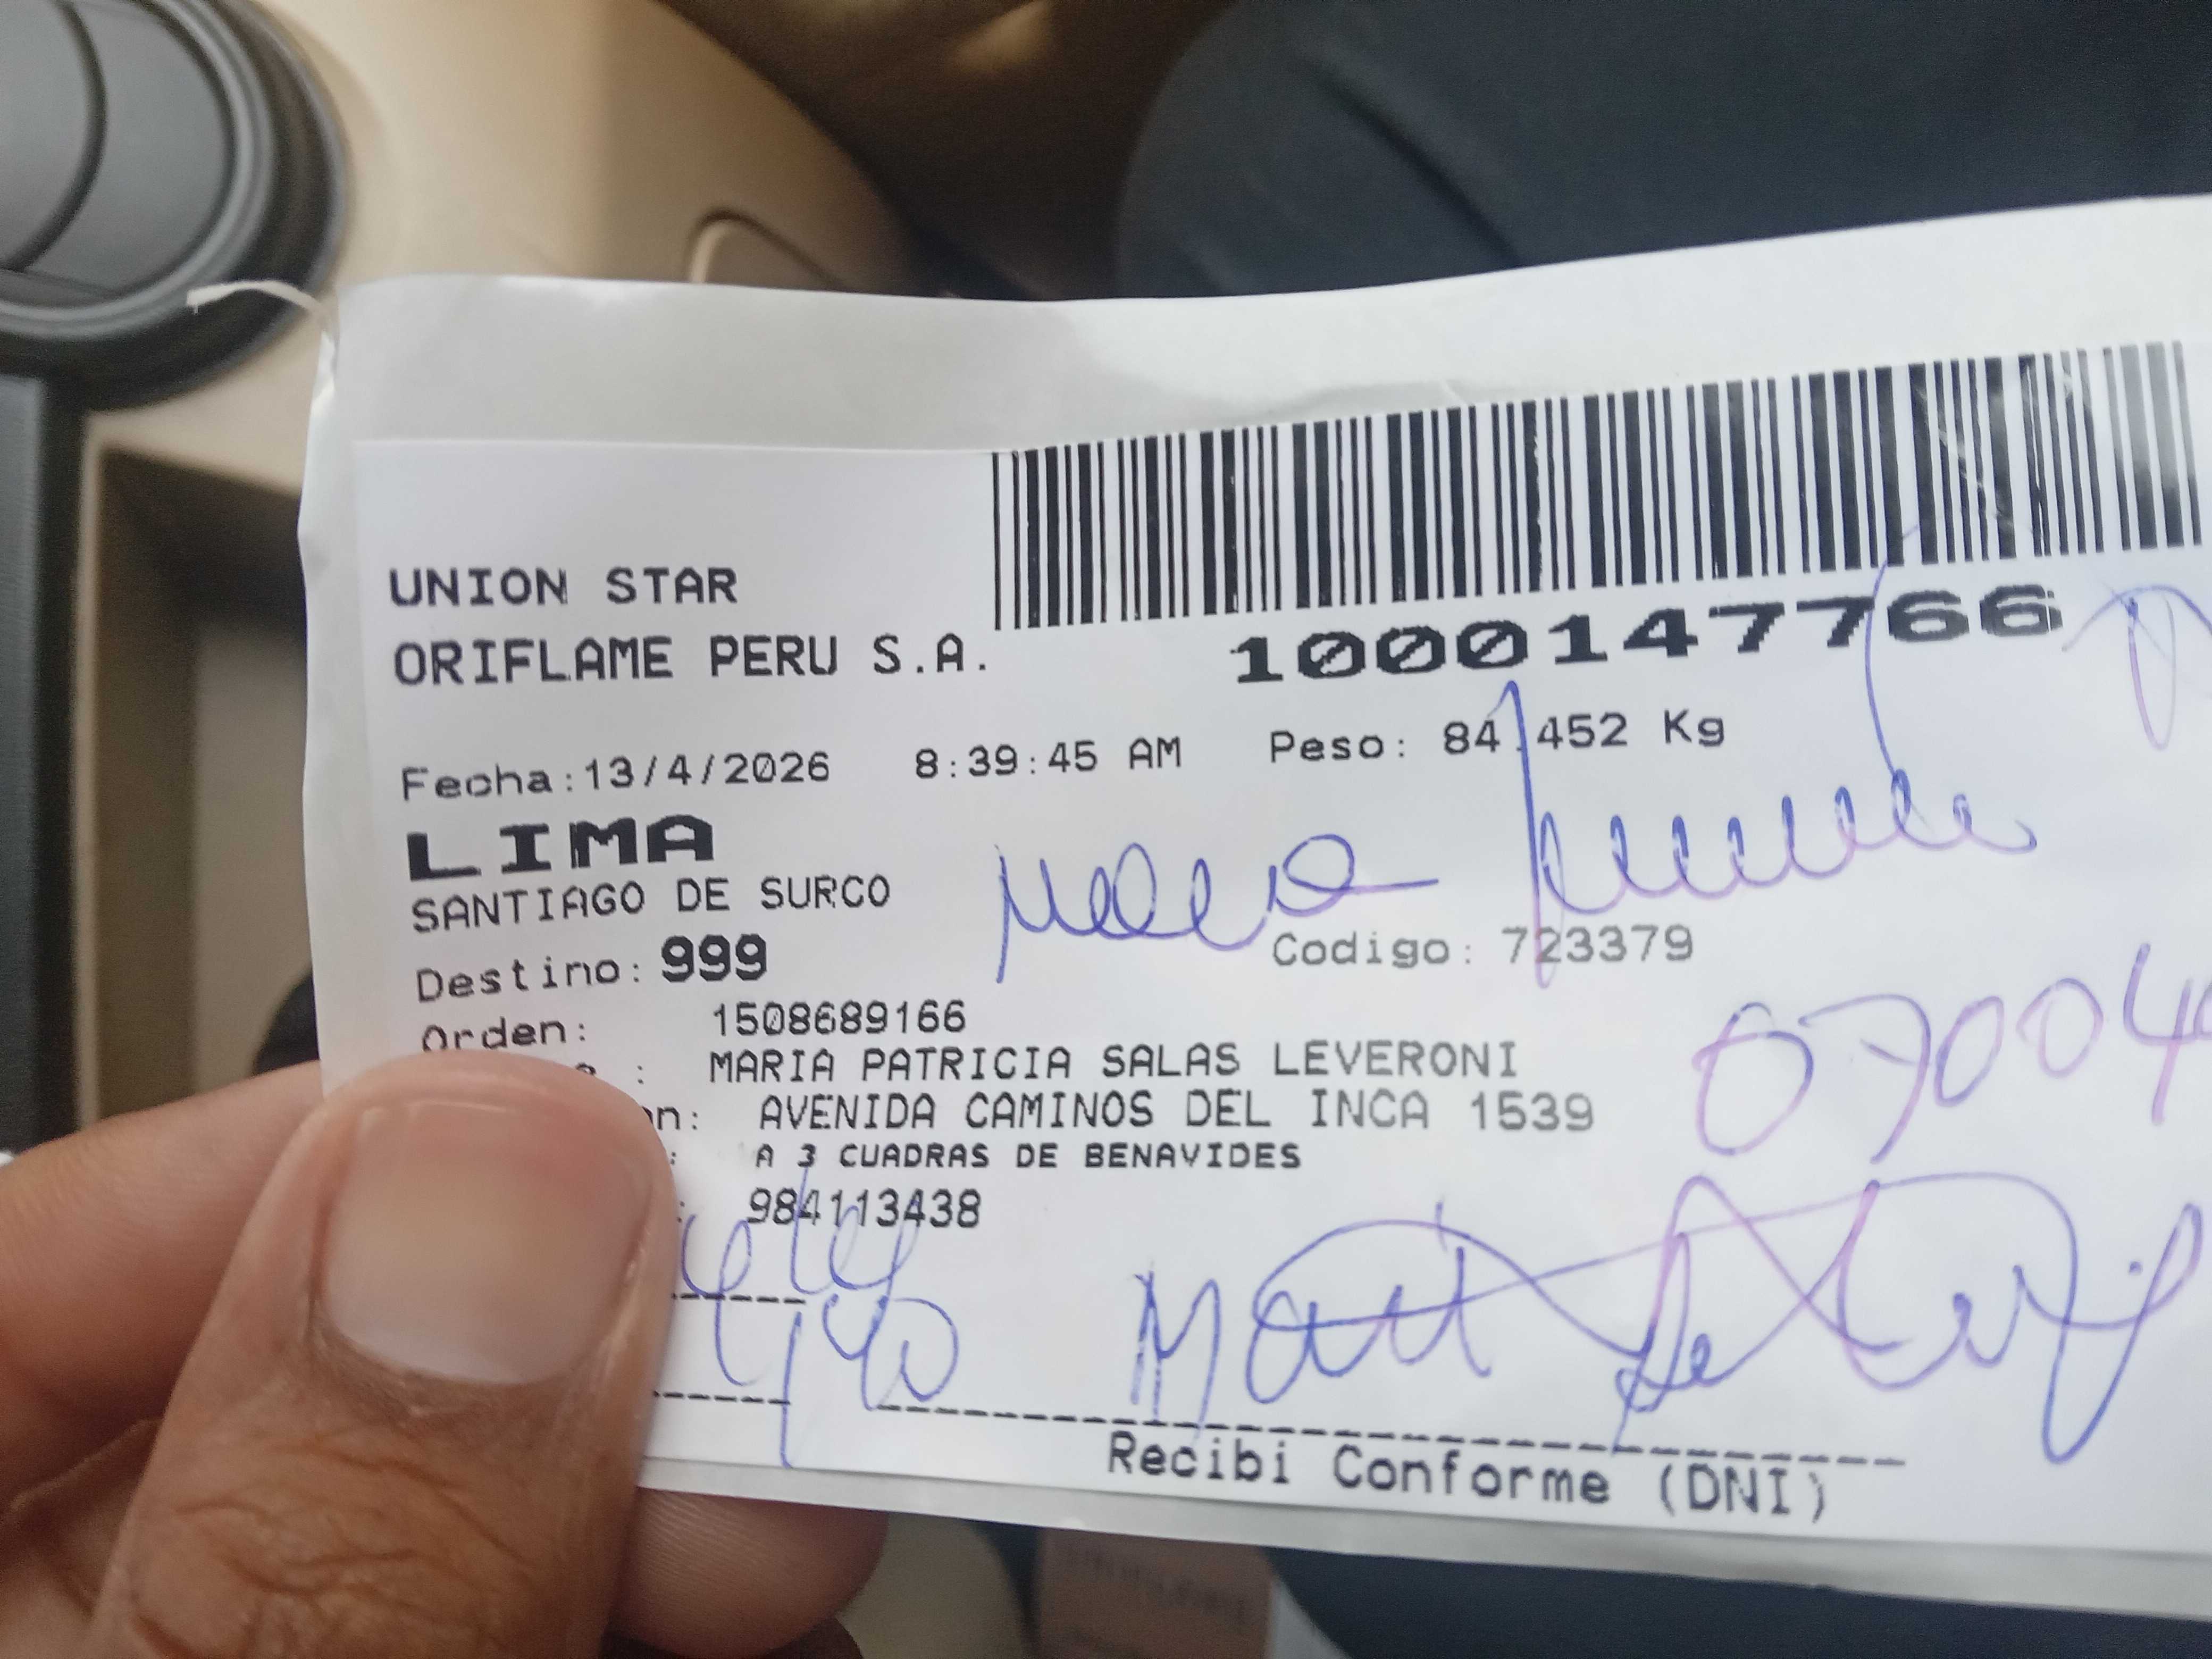 UNION STAR
ORIFLAME PERU S.A.
1000147766
Fecha:13/4/2026 8:39:45 AM Peso: 84.452 Kg
LIMA
SANTIAGO DE SURCO
Destino: 999 Codigo: 723379
Orden: 1508689166
: MARIA PATRICIA SALAS LEVERONI
n: AVENIDA CAMINOS DEL INCA 1539
: A 3 CUADRAS DE BENAVIDES
: 984113438
07004
Recibi Conforme (DNI)